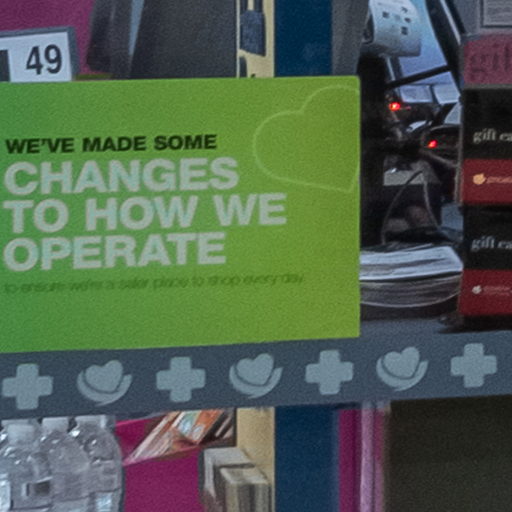 49
WE'VE MADE SOME
CHANGES
TO HOW WE
OPERATE
to ensure we're a safer place to shop every day
gift
gift ca
gift ca